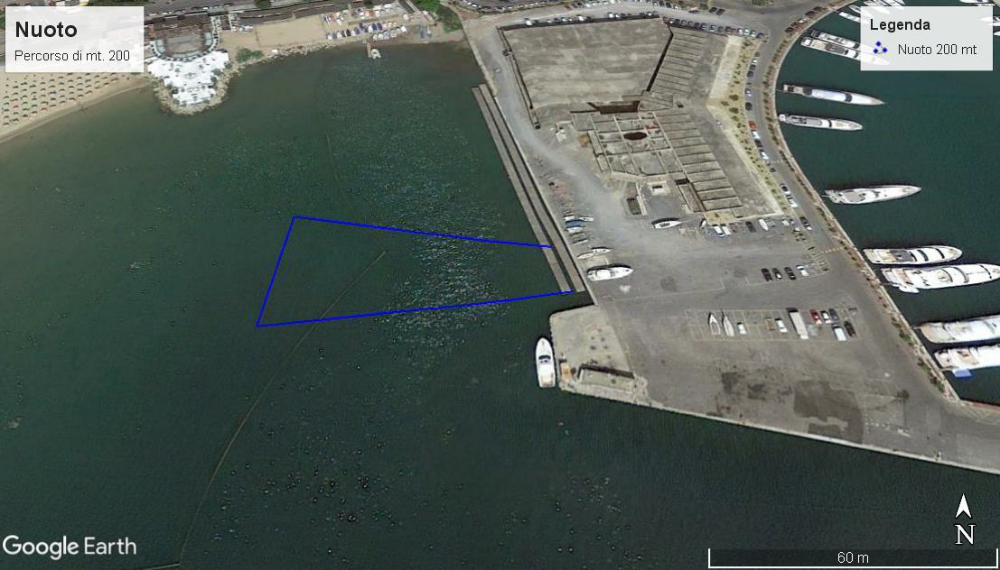 Nuoto
Percorso di mt. 200
Legenda
Nuoto 200 mt
Google Earth
N
60 m